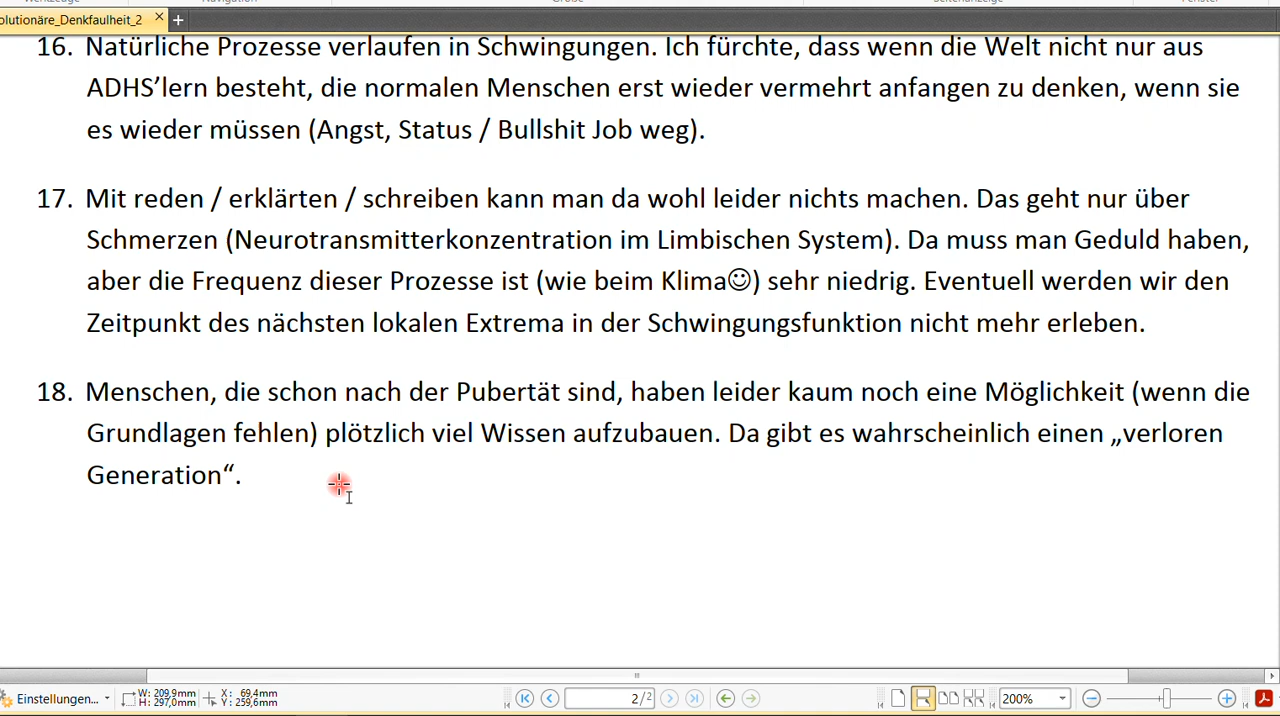 olutionäre_Denkfaulheit_2
16. Natürliche Prozesse verlaufen in Schwingungen. Ich fürchte, dass wenn die Welt nicht nur aus
ADHS’lern besteht, die normalen Menschen erst wieder vermehrt anfangen zu denken, wenn sie
es wieder müssen (Angst, Status / Bullshit Job weg).
17. Mit reden / erklärten / schreiben kann man da wohl leider nichts machen. Das geht nur über
Schmerzen (Neurotransmitterkonzentration im Limbischen System). Da muss man Geduld haben,
aber die Frequenz dieser Prozesse ist (wie beim Klima☺) sehr niedrig. Eventuell werden wir den
Zeitpunkt des nächsten lokalen Extrema in der Schwingungsfunktion nicht mehr erleben.
18. Menschen, die schon nach der Pubertät sind, haben leider kaum noch eine Möglichkeit (wenn die
Grundlagen fehlen) plötzlich viel Wissen aufzubauen. Da gibt es wahrscheinlich einen „verloren
Generation“.
Einstellungen... W: 209,9mm X: 69,4mm 2/2 200%
H: 297,0mm Y: 259,6mm